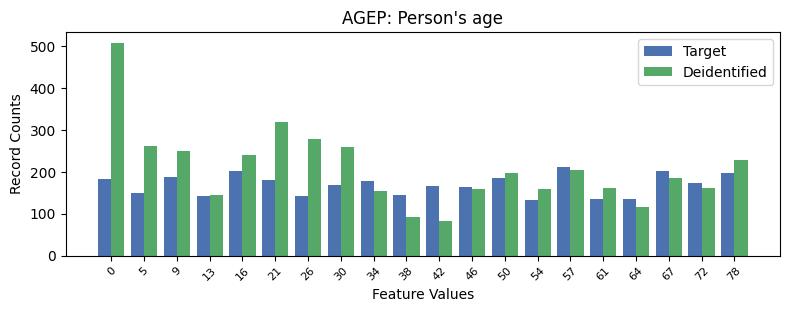 AGEP: Person's age
Target
Deidentified
Record Counts
500
400
300
200
100
0
0 5 9 13 16 21 26 30 34 38 42 46 50 54 57 61 64 67 72 78
Feature Values